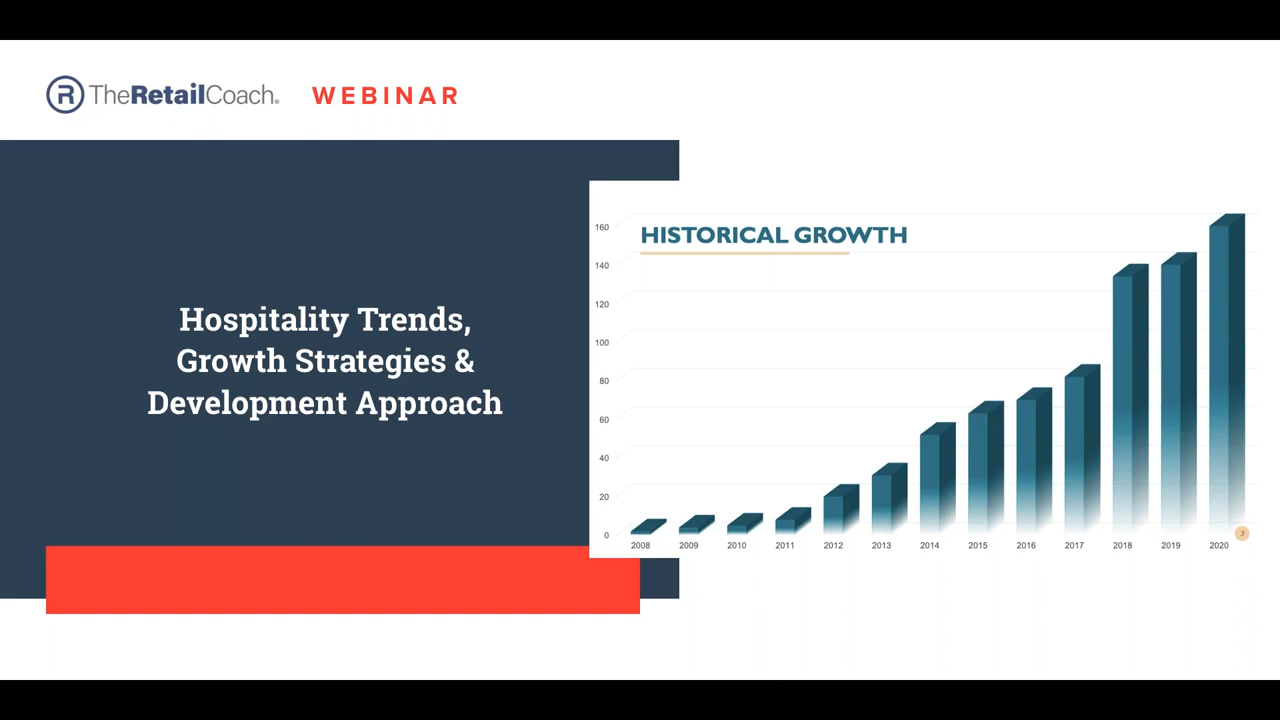 TheRetailCoach.
WEBINAR
Hospitality Trends,
Growth Strategies &
Development Approach
HISTORICAL GROWTH
160
140
120
100
80
60
40
20
0
2008 2009 2010 2011 2012 2013 2014 2015 2016 2017 2018 2019 2020
3